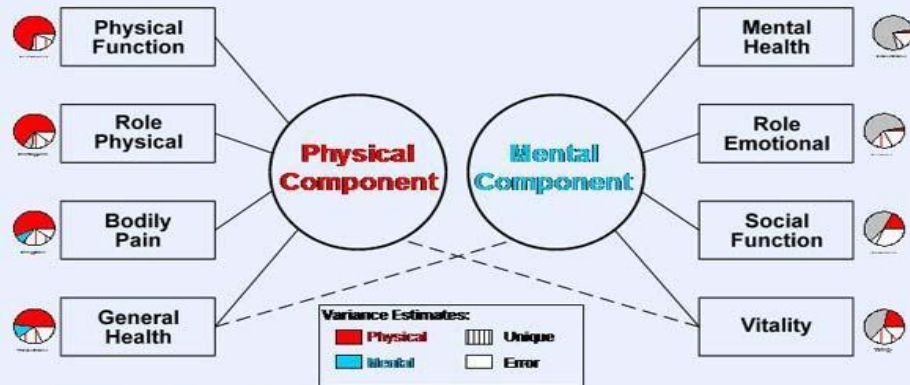 Physical
Function
Role
Physical
Bodily
Pain
General
Health
Physical
Component
Mental
Component
Mental
Health
Role
Emotional
Social
Function
Vitality
Variance Estimates:
Physical
Unique
Mental
Error